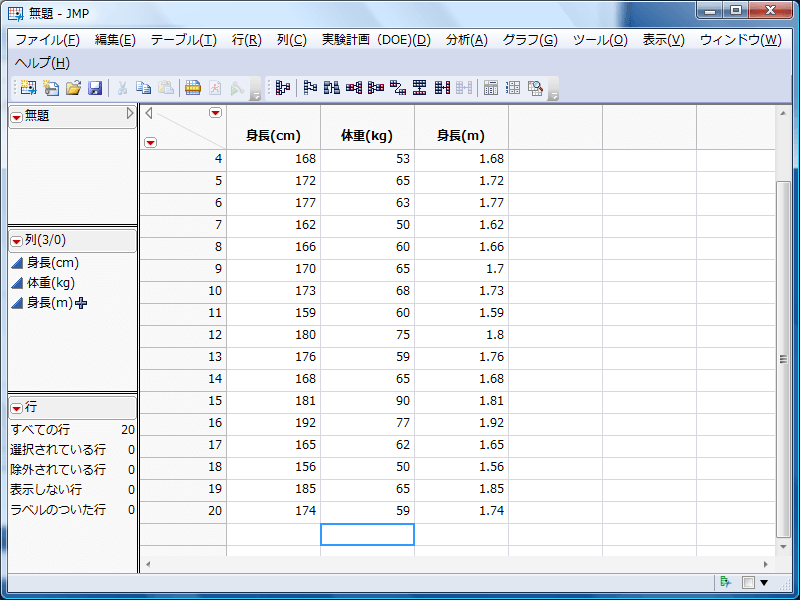 無題 - JMP
ファイル(F) 編集(E) テーブル(T) 行(R) 列(C) 実験計画（DOE)(D) 分析(A) グラフ(G) ツール(O) 表示(V) ウィンドウ(W)
ヘルプ(H)
無題
列(3/0)
身長(cm)
体重(kg)
身長(m)
行
すべての行 20
選択されている行 0
除外されている行 0
表示しない行 0
ラベルのついた行 0
身長(cm) 体重(kg) 身長(m)
4 168 53 1.68
5 172 65 1.72
6 177 63 1.77
7 162 50 1.62
8 166 60 1.66
9 170 65 1.7
10 173 68 1.73
11 159 60 1.59
12 180 75 1.8
13 176 59 1.76
14 168 65 1.68
15 181 90 1.81
16 192 77 1.92
17 165 62 1.65
18 156 50 1.56
19 185 65 1.85
20 174 59 1.74